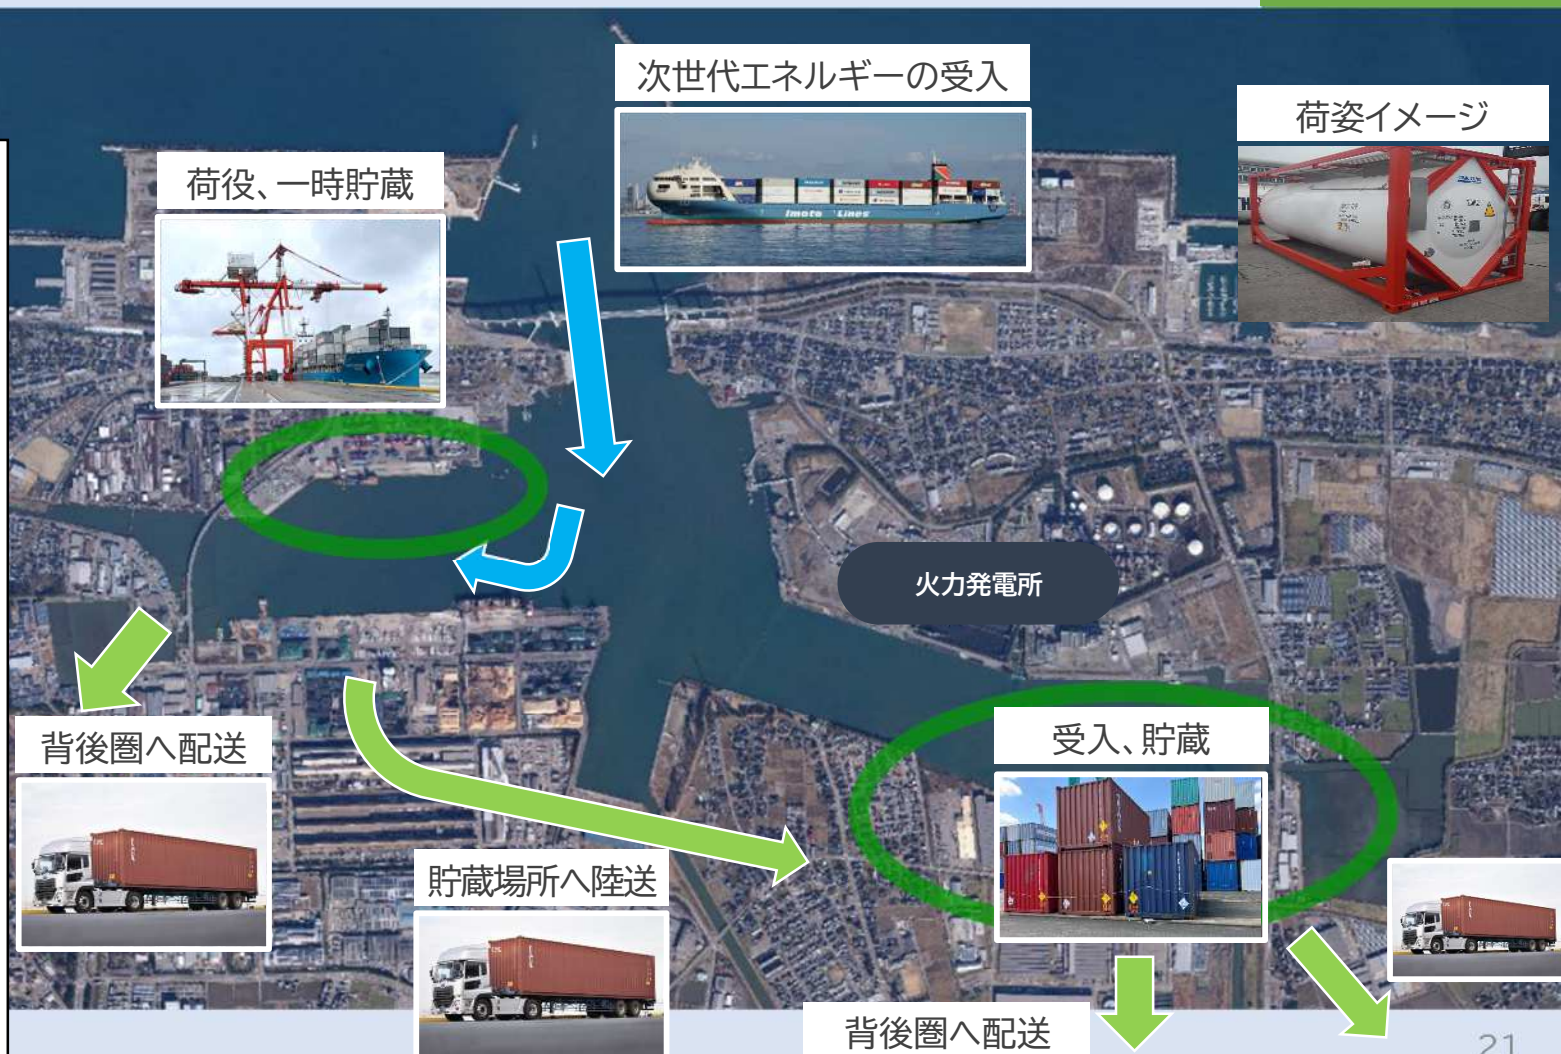 次世代エネルギーの受入
荷姿イメージ
荷役、一時貯蔵
Imoto Lines
火力発電所
背後圏へ配送
受入、貯蔵
貯蔵場所へ陸送
背後圏へ配送
21